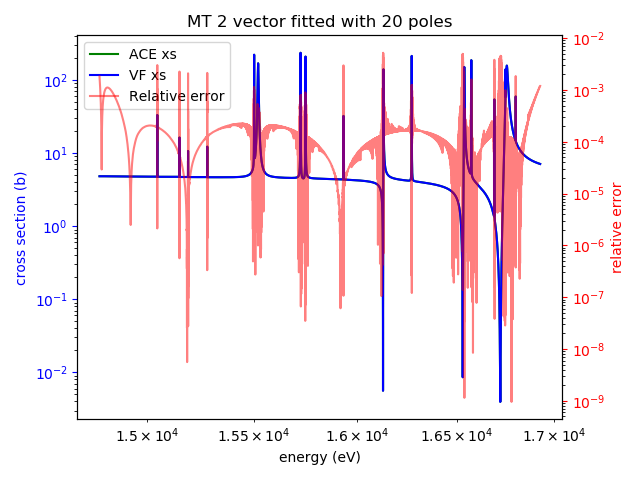 MT 2 vector fitted with 20 poles
ACE xs
VF xs
Relative error
10²
10¹
10⁰
10⁻¹
10⁻²
cross section (b)
10⁻²
10⁻³
10⁻⁴
10⁻⁵
10⁻⁶
10⁻⁷
10⁻⁸
10⁻⁹
relative error
1.5 × 10⁴ 1.55 × 10⁴ 1.6 × 10⁴ 1.65 × 10⁴ 1.7 × 10⁴
energy (eV)